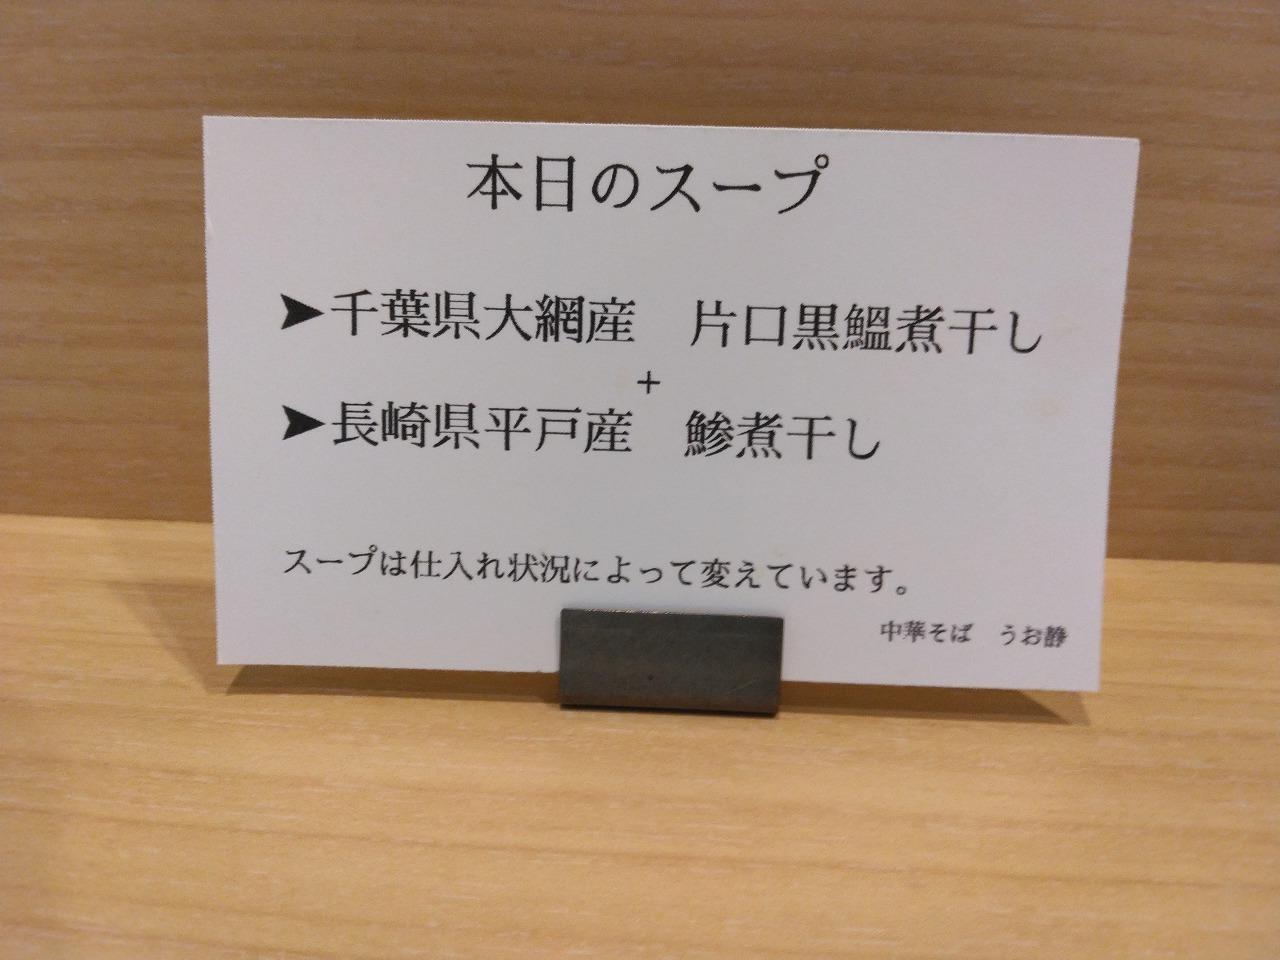 本日のスープ
➤千葉県大網産　片口黒鰮煮干し
+
➤長崎県平戸産　鯵煮干し
スープは仕入れ状況によって変えています。
中華そば　うお静